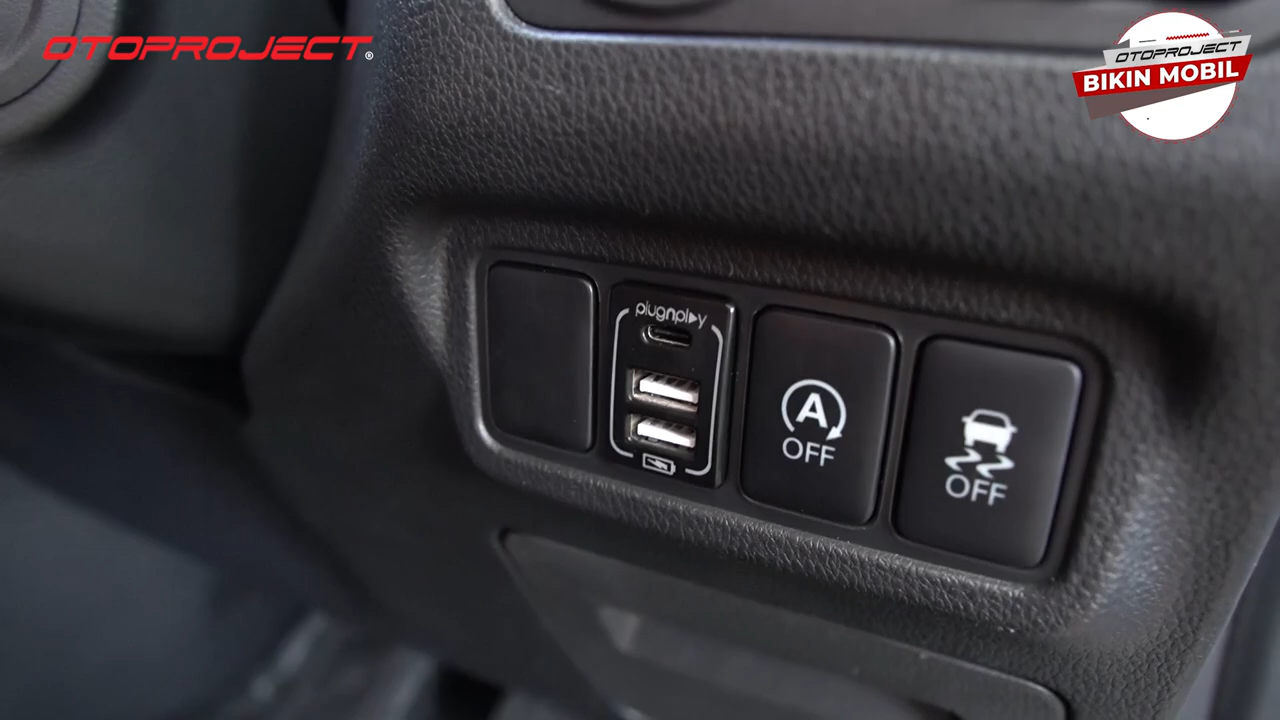 OTOPROJECT®
OTOPROJECT
BIKIN MOBIL
plugnplay
A
OFF
OFF